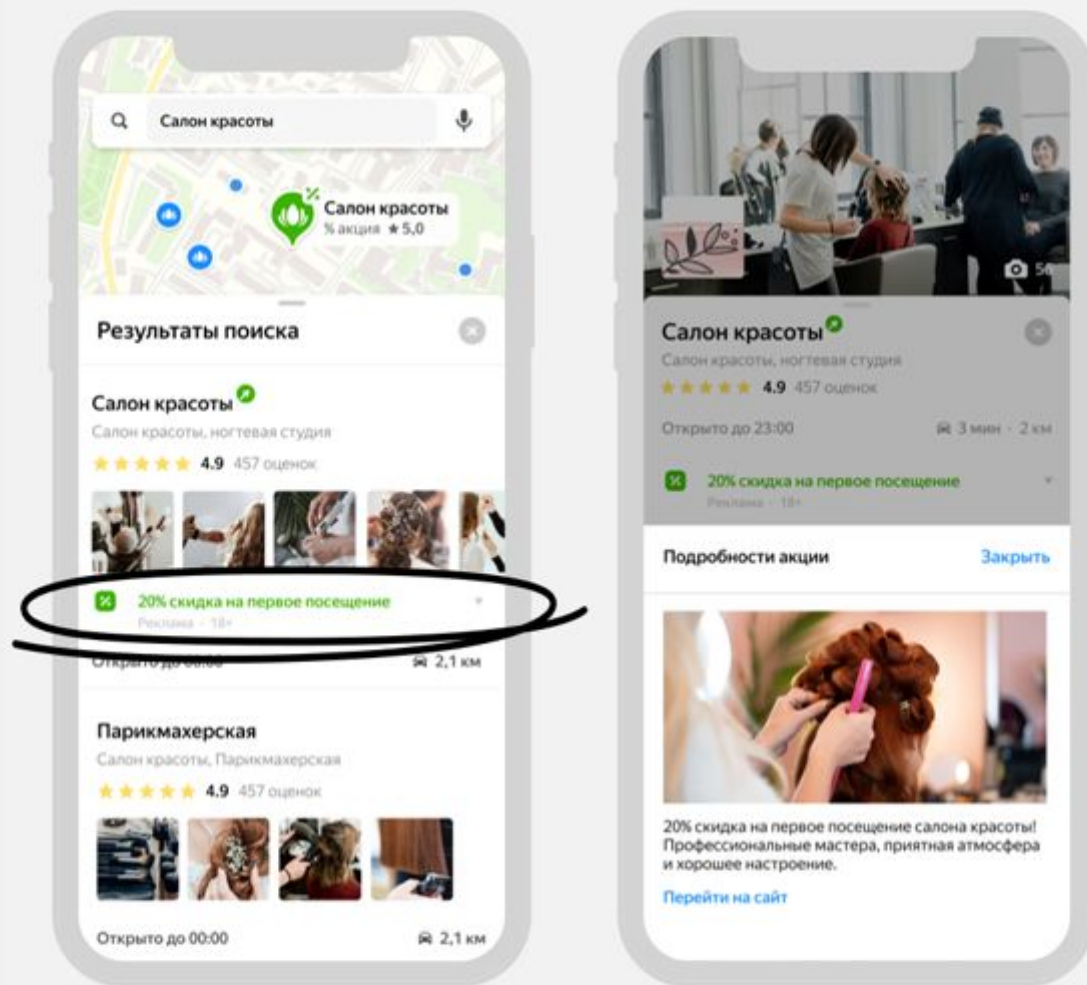 Салон красоты
Салон красоты
% акция ★ 5,0
Результаты поиска
Салон красоты
Салон красоты, ногтевая студия
4.9 457 оценок
20% скидка на первое посещение
Реклама · 18+
Открыто до 00:00
2,1 км
Парикмахерская
Салон красоты, Парикмахерская
4.9 457 оценок
Открыто до 00:00
2,1 км
56
Салон красоты
Салон красоты, ногтевая студия
4.9 457 оценок
Открыто до 23:00
3 мин · 2 км
20% скидка на первое посещение
Реклама · 18+
Подробности акции
Закрыть
20% скидка на первое посещение салона красоты!
Профессиональные мастера, приятная атмосфера
и хорошее настроение.
Перейти на сайт